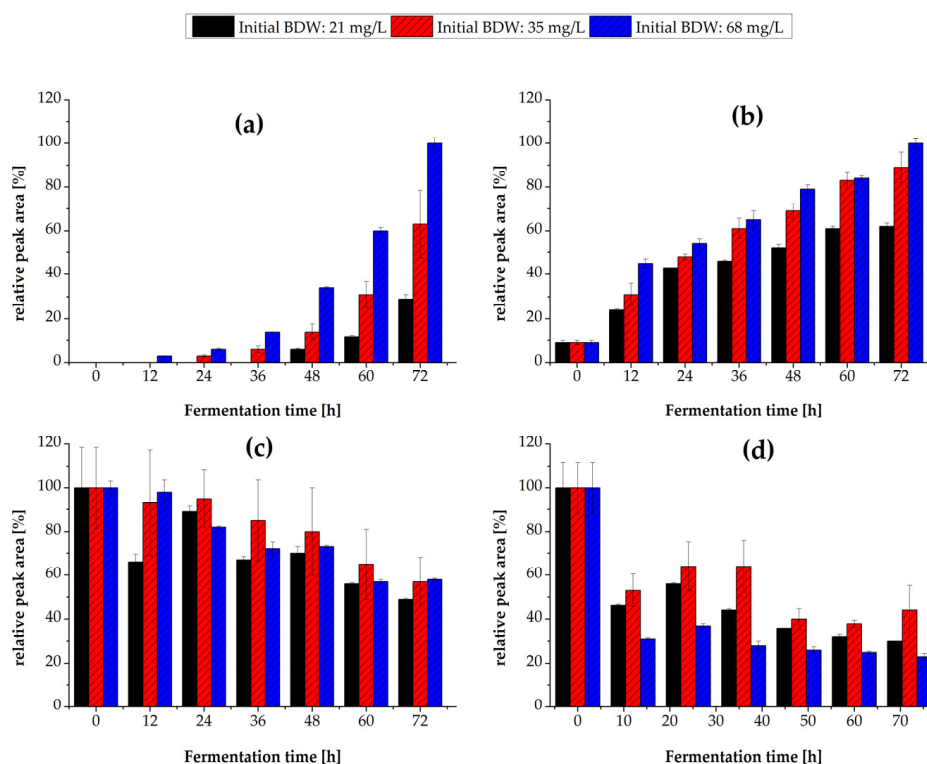 Initial BDW: 21 mg/L Initial BDW: 35 mg/L Initial BDW: 68 mg/L
(a)
relative peak area [%]
120
100
80
60
40
20
0
0 12 24 36 48 60 72
Fermentation time [h]
(b)
relative peak area [%]
120
100
80
60
40
20
0
0 12 24 36 48 60 72
Fermentation time [h]
(c)
relative peak area [%]
120
100
80
60
40
20
0
0 12 24 36 48 60 72
Fermentation time [h]
(d)
relative peak area [%]
120
100
80
60
40
20
0
0 10 20 30 40 50 60 70
Fermentation time [h]